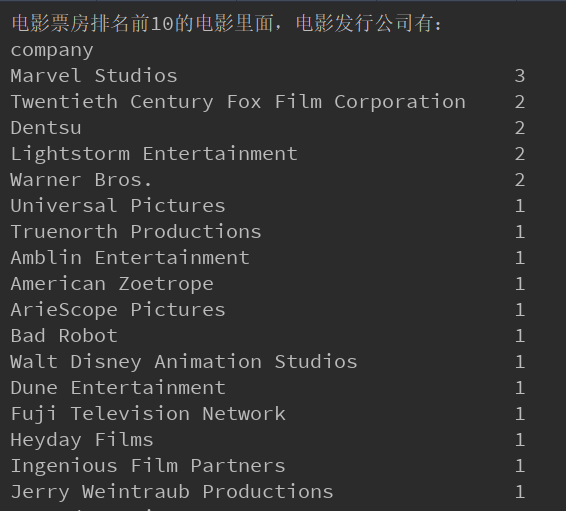 电影票房排名前10的电影里面，电影发行公司有：
company
Marvel Studios 3
Twentieth Century Fox Film Corporation 2
Dentsu 2
Lightstorm Entertainment 2
Warner Bros. 2
Universal Pictures 1
Truenorth Productions 1
Amblin Entertainment 1
American Zoetrope 1
ArieScope Pictures 1
Bad Robot 1
Walt Disney Animation Studios 1
Dune Entertainment 1
Fuji Television Network 1
Heyday Films 1
Ingenious Film Partners 1
Jerry Weintraub Productions 1